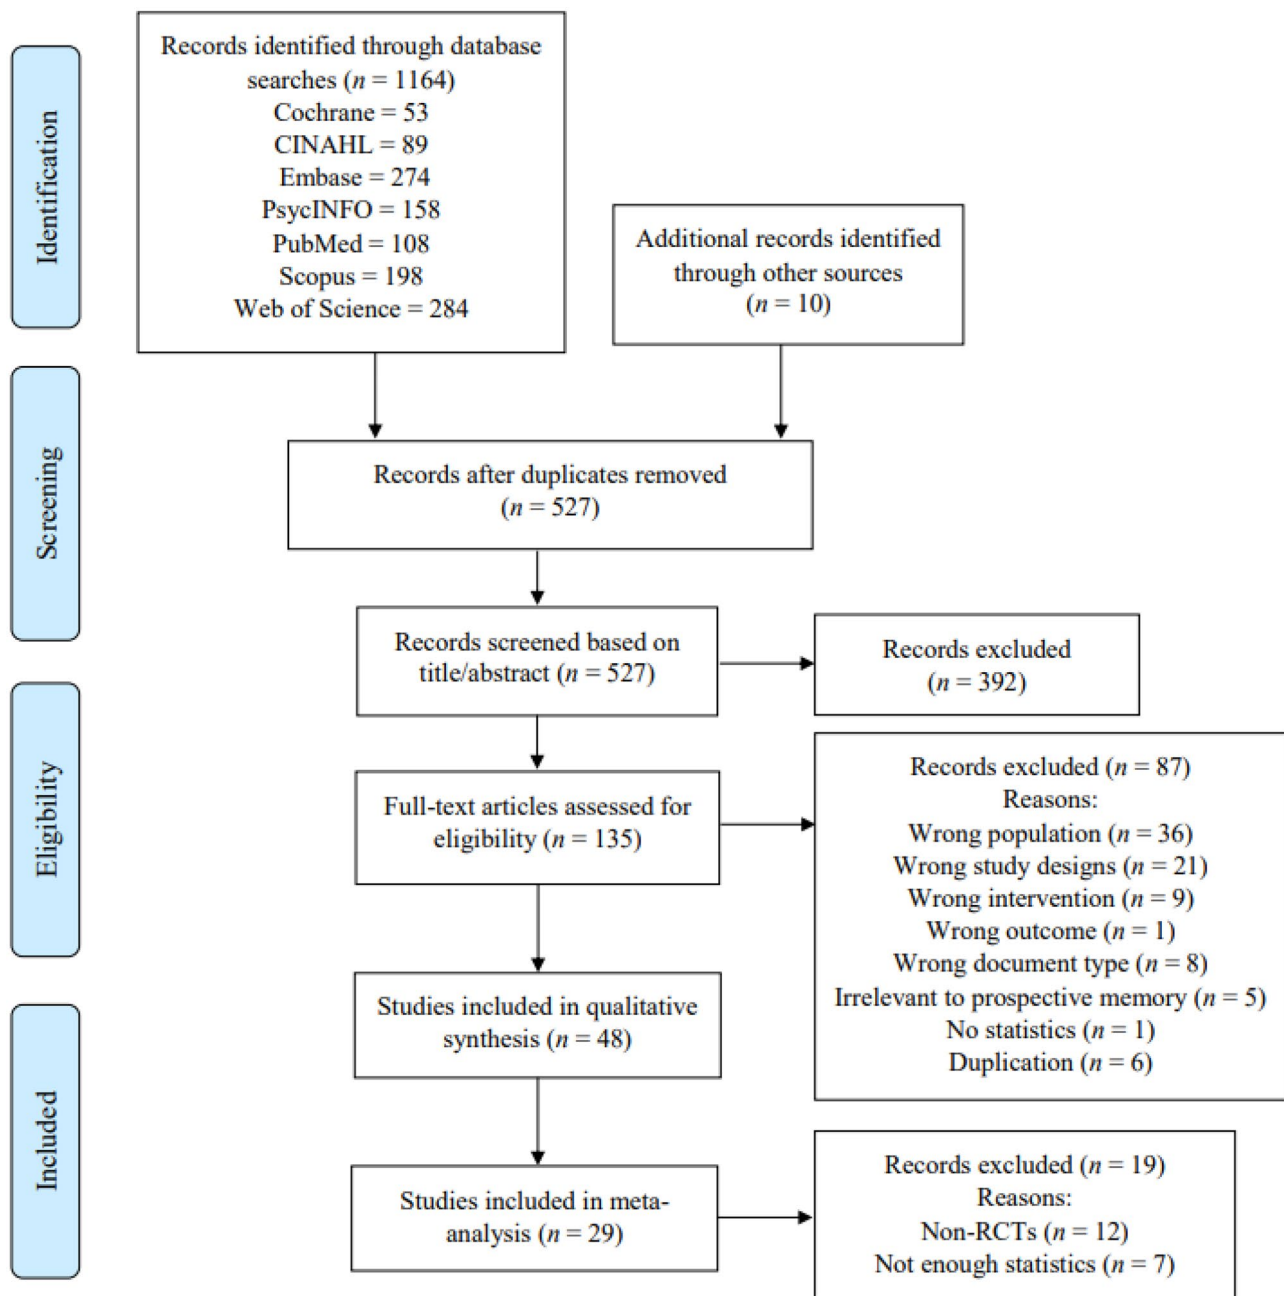 Identification
Records identified through database
searches (n = 1164)
Cochrane = 53
CINAHL = 89
Embase = 274
PsycINFO = 158
PubMed = 108
Scopus = 198
Web of Science = 284
Additional records identified
through other sources
(n = 10)
Screening
Records after duplicates removed
(n = 527)
Records screened based on
title/abstract (n = 527)
Records excluded
(n = 392)
Eligibility
Full-text articles assessed for
eligibility (n = 135)
Records excluded (n = 87)
Reasons:
Wrong population (n = 36)
Wrong study designs (n = 21)
Wrong intervention (n = 9)
Wrong outcome (n = 1)
Wrong document type (n = 8)
Irrelevant to prospective memory (n = 5)
No statistics (n = 1)
Duplication (n = 6)
Included
Studies included in qualitative
synthesis (n = 48)
Studies included in meta-
analysis (n = 29)
Records excluded (n = 19)
Reasons:
Non-RCTs (n = 12)
Not enough statistics (n = 7)